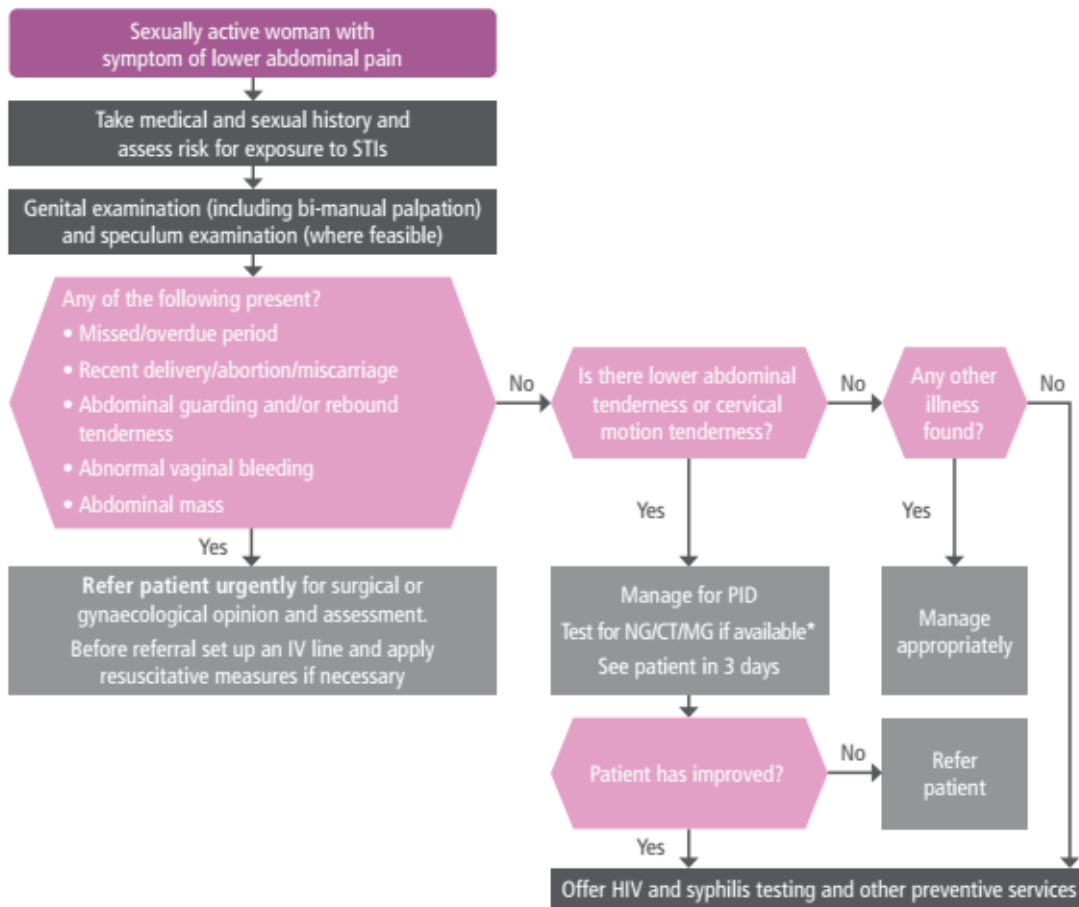 Sexually active woman with
symptom of lower abdominal pain
Take medical and sexual history and
assess risk for exposure to STIs
Genital examination (including bi-manual palpation)
and speculum examination (where feasible)
Any of the following present?
• Missed/overdue period
• Recent delivery/abortion/miscarriage
• Abdominal guarding and/or rebound
tenderness
• Abnormal vaginal bleeding
• Abdominal mass
No
Is there lower abdominal
tenderness or cervical
motion tenderness?
No
Any other
illness
found?
No
Yes
Refer patient urgently for surgical or
gynaecological opinion and assessment.
Before referral set up an IV line and apply
resuscitative measures if necessary
Yes
Manage for PID
Test for NG/CT/MG if available*
See patient in 3 days
Yes
Manage
appropriately
Patient has improved?
No
Refer
patient
Yes
Offer HIV and syphilis testing and other preventive services